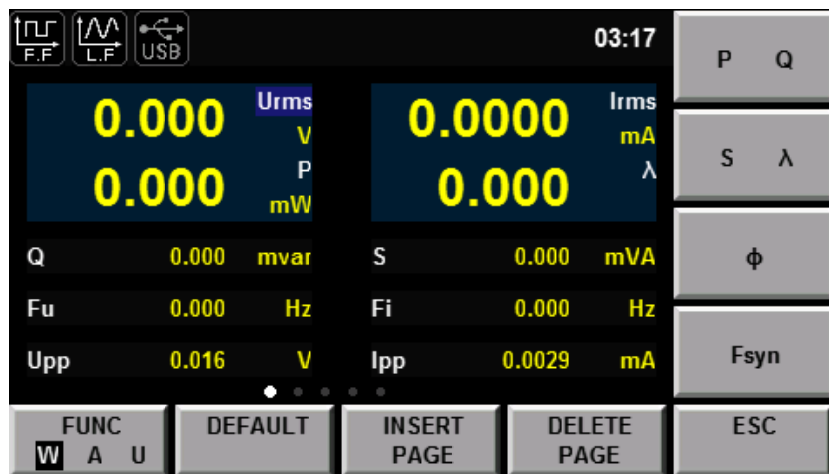 F.F L.F USB 03:17
0.000 Urms V 0.0000 Irms mA
0.000 P mW 0.000 λ
Q 0.000 mvar S 0.000 mVA
Fu 0.000 Hz Fi 0.000 Hz
Upp 0.016 V Ipp 0.0029 mA
P Q
S λ
ф
Fsyn
FUNC
W A U
DEFAULT
INSERT
PAGE
DELETE
PAGE
ESC